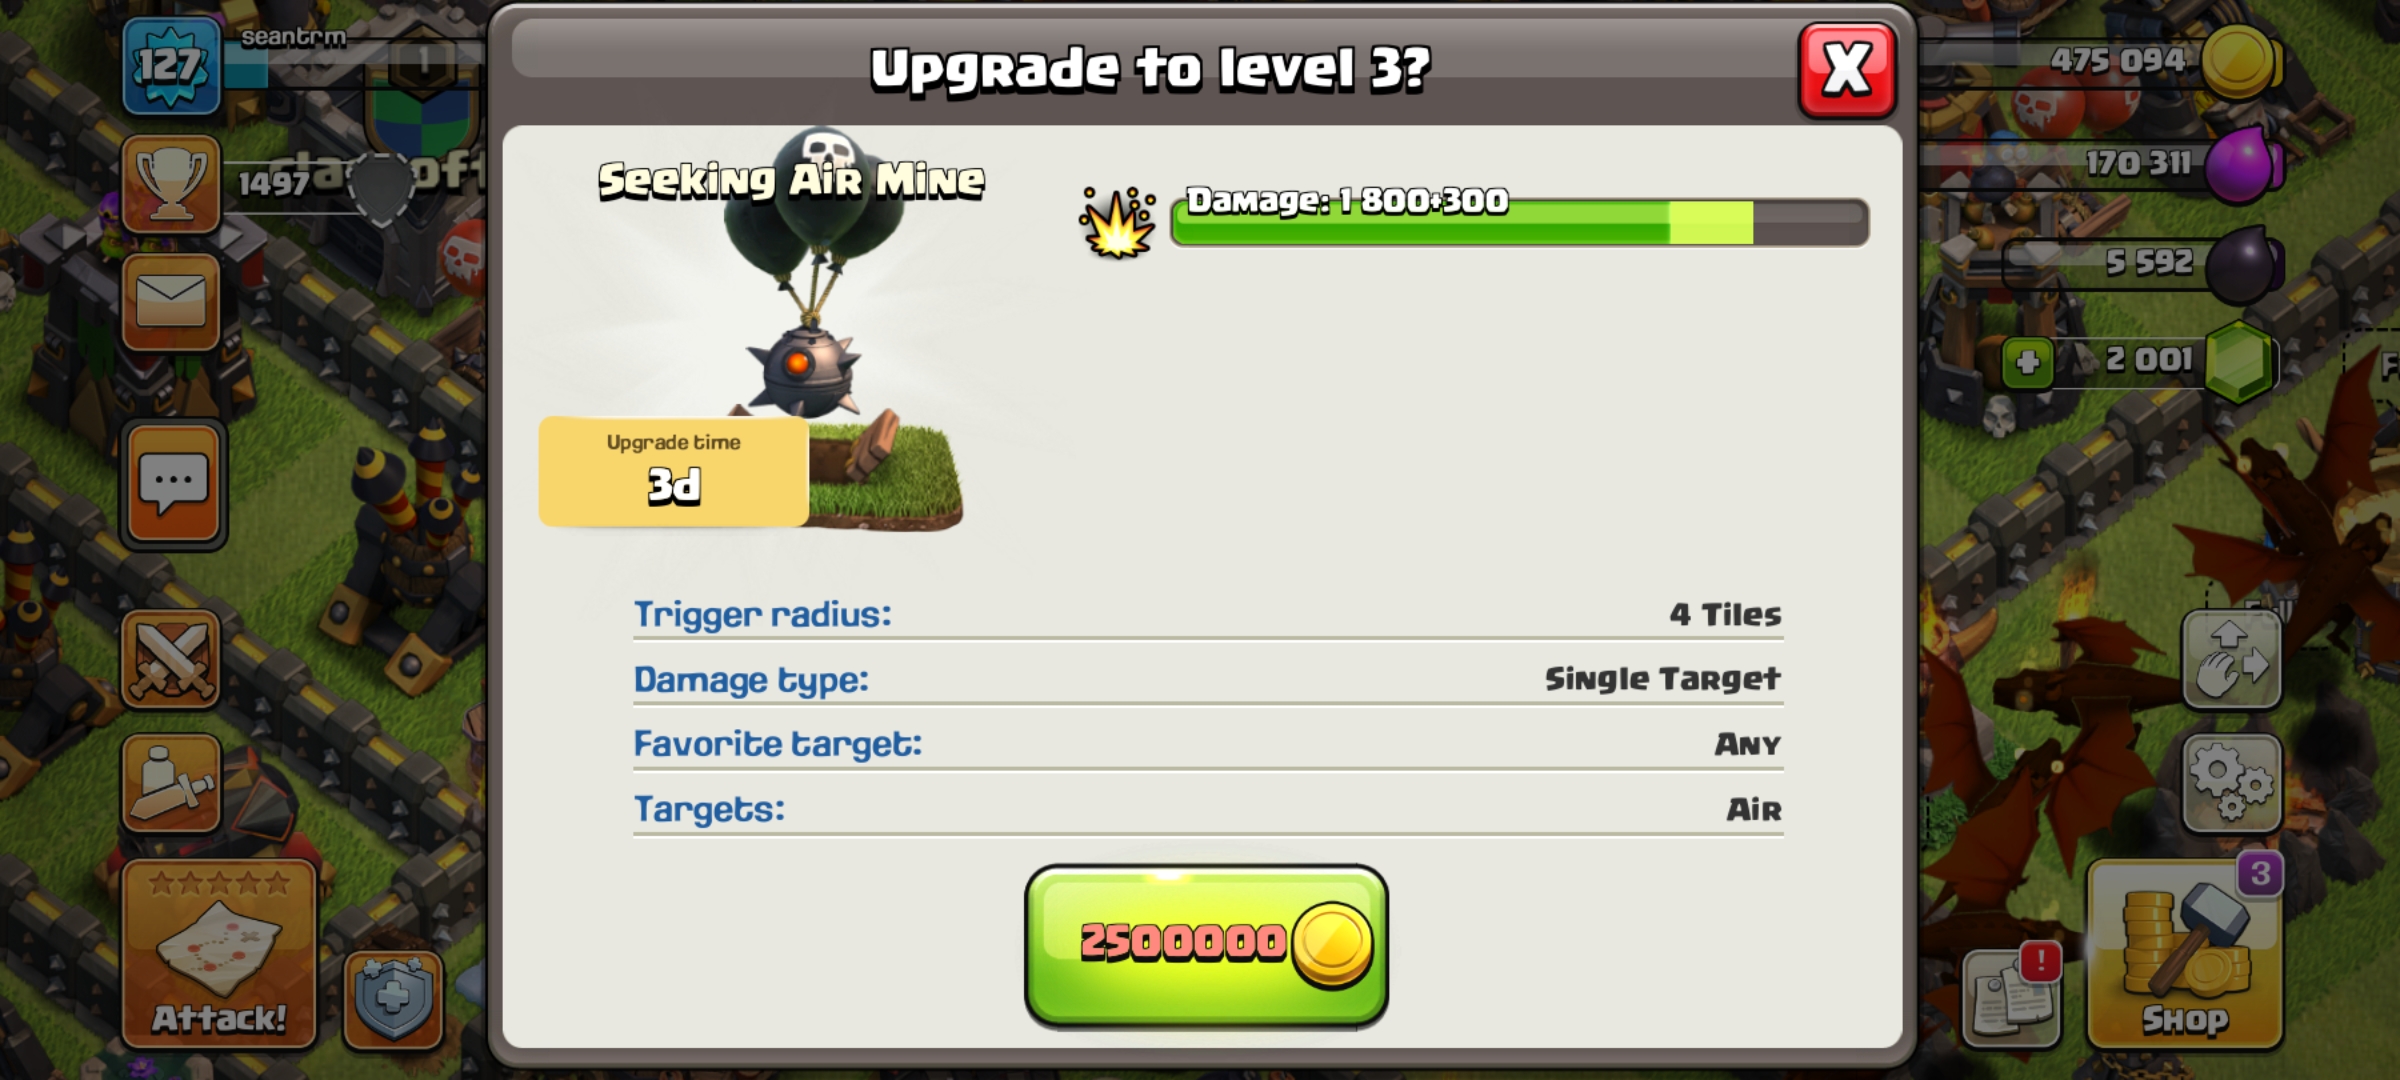 127
seantrm
1
1497
Upgrade to level 3?
X
475 094
170 311
5 592
2 001
Seeking Air Mine
Damage: 1 800+300
Upgrade time
3d
Trigger radius: 4 Tiles
Damage type: Single Target
Favorite target: Any
Targets: Air
2500000
Attack!
3
!
Shop